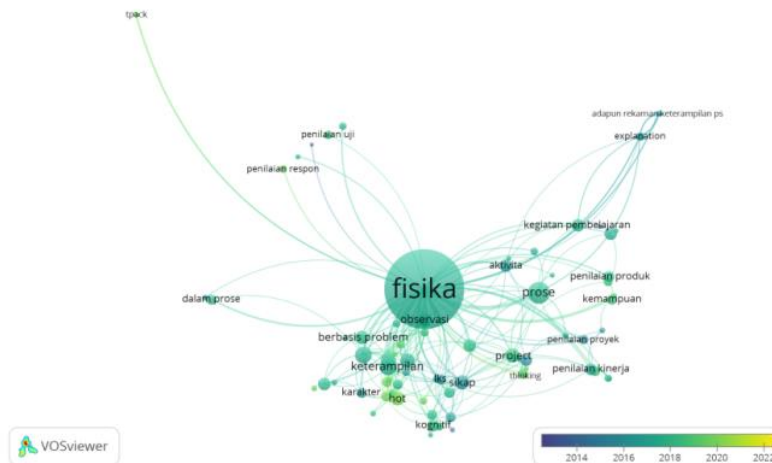 tpack
penilaian uji
penilaian respon
adapun rekaman keterampilan ps
explanation
kegiatan pembelajaran
aktivita
penilaian produk
kemampuan
prose
fisika
observasi
dalam prose
berbasis problem
penilaian proyek
project
thinking
penilaian kinerja
keterampilan
lks
sikap
karakter
hot
kognitif
VOSviewer
2014 2016 2018 2020 2022